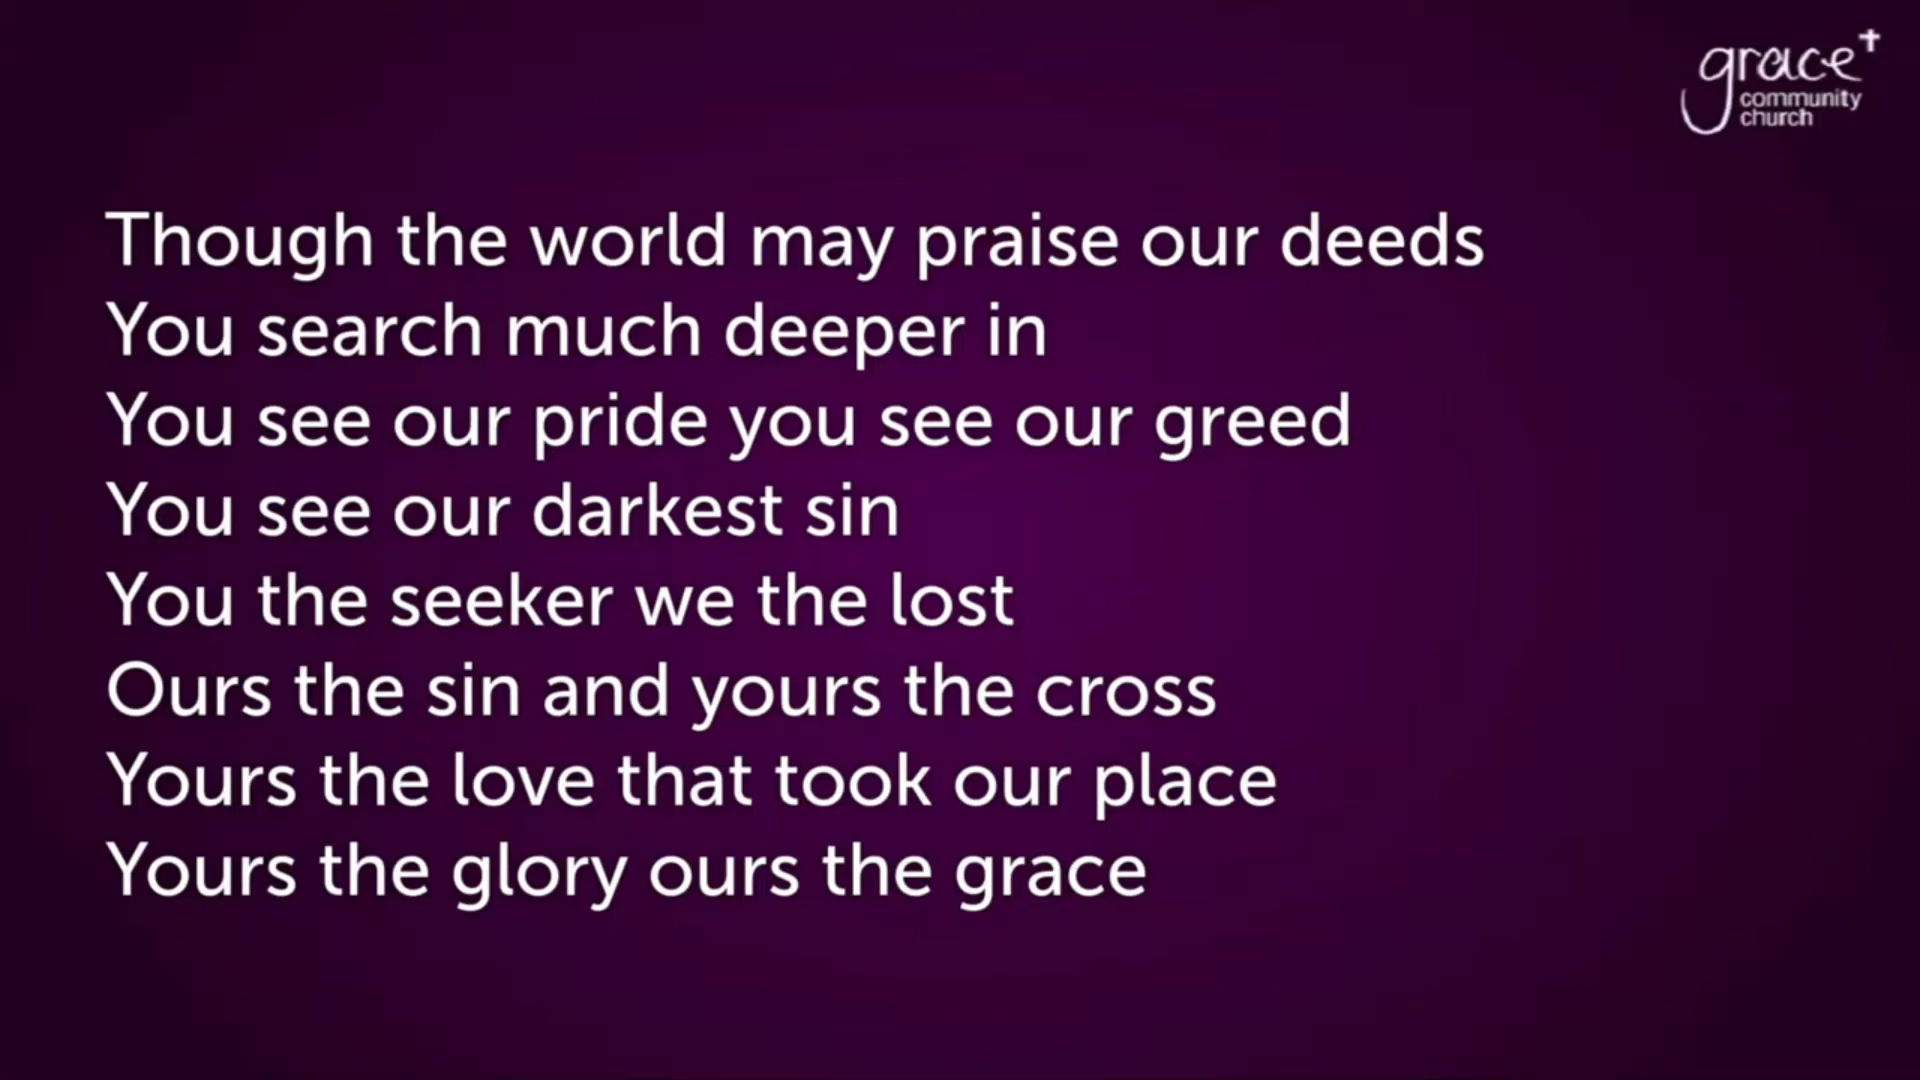 grace
community
church
Though the world may praise our deeds
You search much deeper in
You see our pride you see our greed
You see our darkest sin
You the seeker we the lost
Ours the sin and yours the cross
Yours the love that took our place
Yours the glory ours the grace